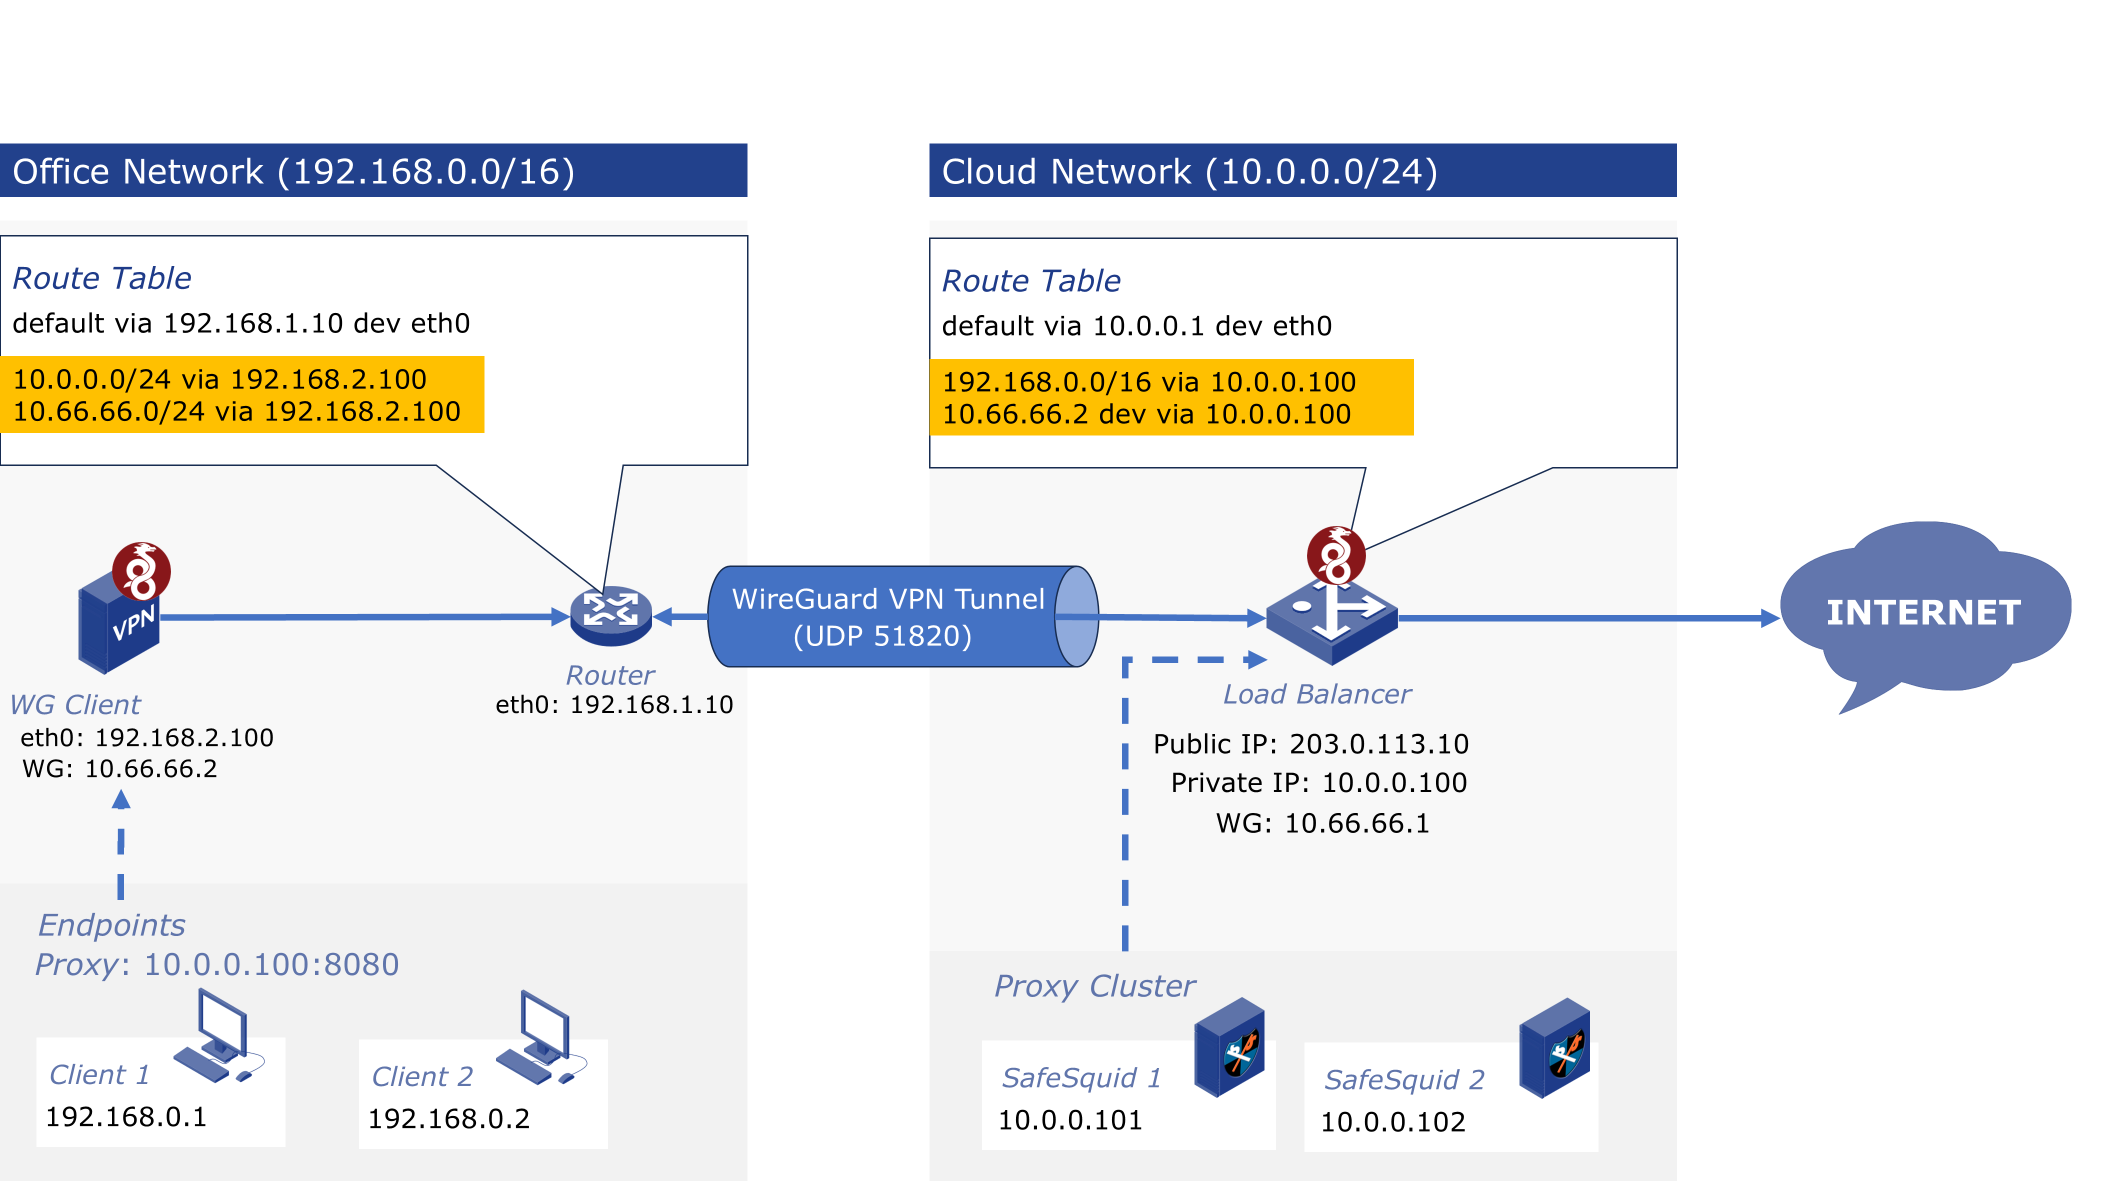 Office Network (192.168.0.0/16)
Route Table
default via 192.168.1.10 dev eth0
10.0.0.0/24 via 192.168.2.100
10.66.66.0/24 via 192.168.2.100
VPN
WG Client
eth0: 192.168.2.100
WG: 10.66.66.2
Router
eth0: 192.168.1.10
Endpoints
Proxy: 10.0.0.100:8080
Client 1
192.168.0.1
Client 2
192.168.0.2
WireGuard VPN Tunnel
(UDP 51820)
Cloud Network (10.0.0.0/24)
Route Table
default via 10.0.0.1 dev eth0
192.168.0.0/16 via 10.0.0.100
10.66.66.2 dev via 10.0.0.100
Load Balancer
Public IP: 203.0.113.10
Private IP: 10.0.0.100
WG: 10.66.66.1
Proxy Cluster
SafeSquid 1
10.0.0.101
SafeSquid 2
10.0.0.102
INTERNET